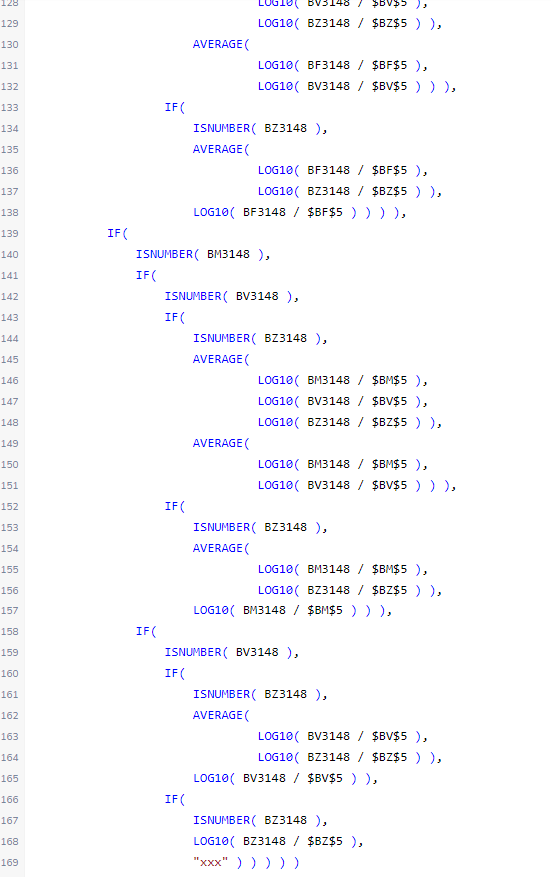 128 LOG10( BV3148 / $BV$5 ),
129 LOG10( BZ3148 / $BZ$5 ) ),
130 AVERAGE(
131 LOG10( BF3148 / $BF$5 ),
132 LOG10( BV3148 / $BV$5 ) ) ),
133 IF(
134 ISNUMBER( BZ3148 ),
135 AVERAGE(
136 LOG10( BF3148 / $BF$5 ),
137 LOG10( BZ3148 / $BZ$5 ) ),
138 LOG10( BF3148 / $BF$5 ) ) ) ),
139 IF(
140 ISNUMBER( BM3148 ),
141 IF(
142 ISNUMBER( BV3148 ),
143 IF(
144 ISNUMBER( BZ3148 ),
145 AVERAGE(
146 LOG10( BM3148 / $BM$5 ),
147 LOG10( BV3148 / $BV$5 ),
148 LOG10( BZ3148 / $BZ$5 ) ),
149 AVERAGE(
150 LOG10( BM3148 / $BM$5 ),
151 LOG10( BV3148 / $BV$5 ) ) ),
152 IF(
153 ISNUMBER( BZ3148 ),
154 AVERAGE(
155 LOG10( BM3148 / $BM$5 ),
156 LOG10( BZ3148 / $BZ$5 ) ),
157 LOG10( BM3148 / $BM$5 ) ) ),
158 IF(
159 ISNUMBER( BV3148 ),
160 IF(
161 ISNUMBER( BZ3148 ),
162 AVERAGE(
163 LOG10( BV3148 / $BV$5 ),
164 LOG10( BZ3148 / $BZ$5 ) ),
165 LOG10( BV3148 / $BV$5 ) ),
166 IF(
167 ISNUMBER( BZ3148 ),
168 LOG10( BZ3148 / $BZ$5 ),
169 "xxx" ) ) ) ) )